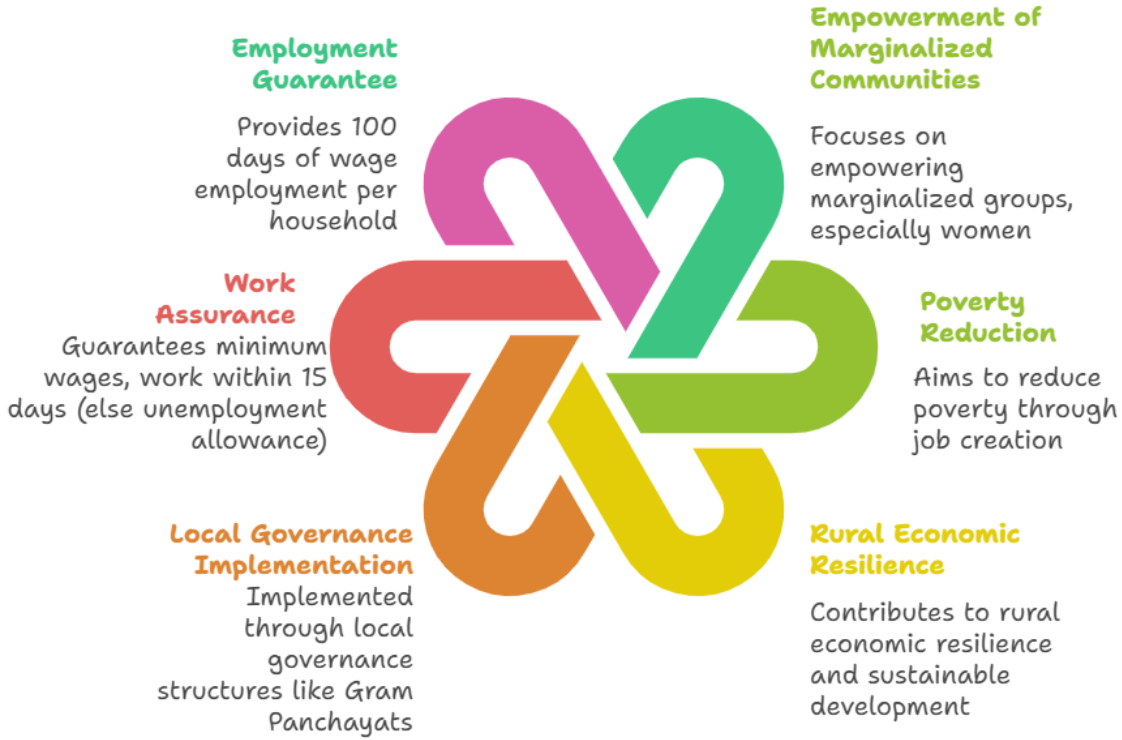 Employment
Guarantee
Provides 100
days of wage
employment per
household
Work
Assurance
Guarantees minimum
wages, work within 15
days (else unemployment
allowance)
Local Governance
Implementation
Implemented
through local
governance
structures like Gram
Panchayats
Empowerment of
Marginalized
Communities
Focuses on
empowering
marginalized groups,
especially women
Poverty
Reduction
Aims to reduce
poverty through
job creation
Rural Economic
Resilience
Contributes to rural
economic resilience
and sustainable
development